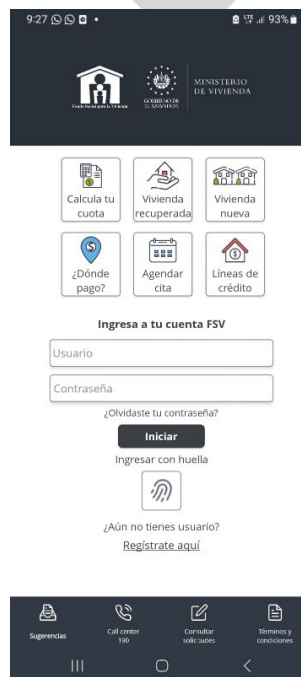 9:27
LTE 93%
MINISTERIO
DE VIVIENDA
Fondo Social para la Vivienda
GOBIERNO DE
EL SALVADOR
Calcula tu
cuota
Vivienda
recuperada
Vivienda
nueva
¿Dónde
pago?
Agendar
cita
Líneas de
crédito
Ingresa a tu cuenta FSV
Usuario
Contraseña
¿Olvidaste tu contraseña?
Iniciar
Ingresar con huella
¿Aún no tienes usuario?
Regístrate aquí
Sugerencias
Call center
190
Consultar
solicitudes
Términos y
condiciones